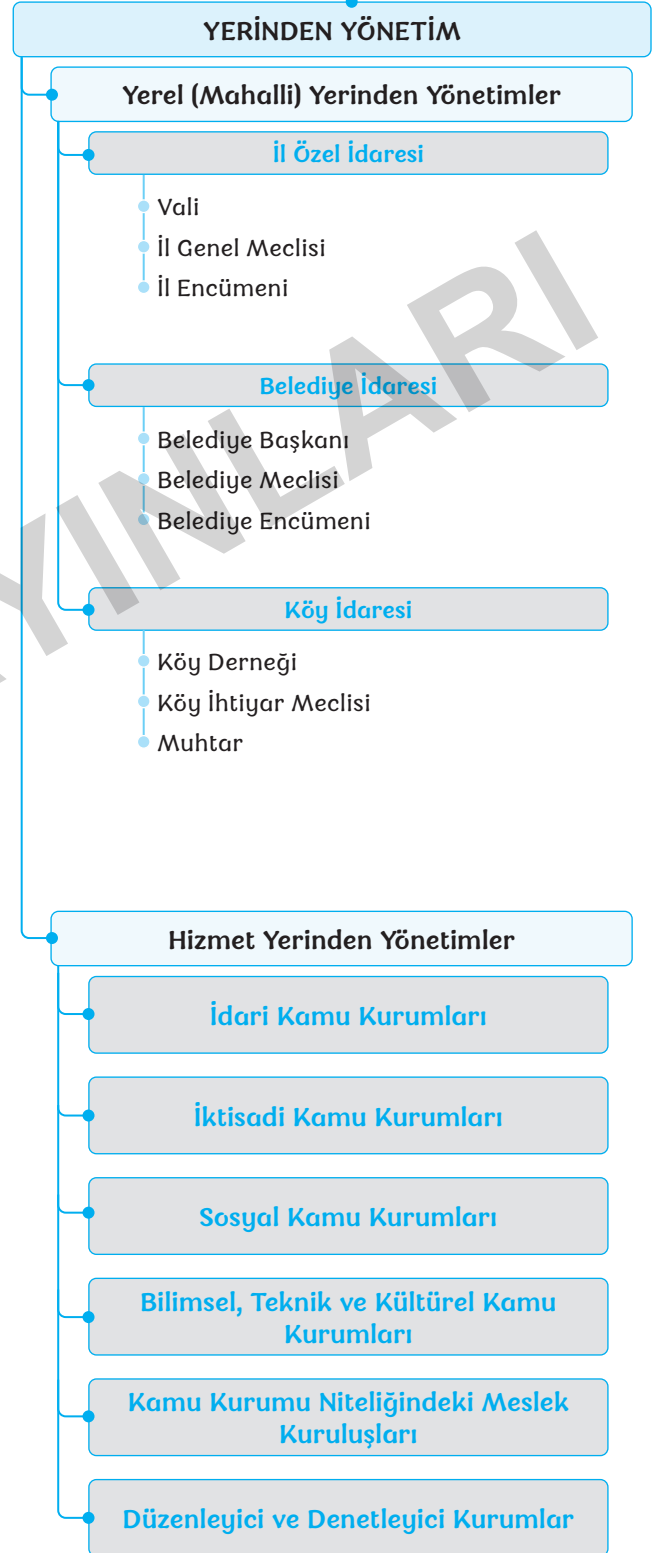 YERİNDEN YÖNETİM
Yerel (Mahalli) Yerinden Yönetimler
İl Özel İdaresi
Vali
İl Genel Meclisi
İl Encümeni
Belediye İdaresi
Belediye Başkanı
Belediye Meclisi
Belediye Encümeni
Köy İdaresi
Köy Derneği
Köy İhtiyar Meclisi
Muhtar
Hizmet Yerinden Yönetimler
İdari Kamu Kurumları
İktisadi Kamu Kurumları
Sosyal Kamu Kurumları
Bilimsel, Teknik ve Kültürel Kamu
Kurumları
Kamu Kurumu Niteliğindeki Meslek
Kuruluşları
Düzenleyici ve Denetleyici Kurumlar
YAYINLARI